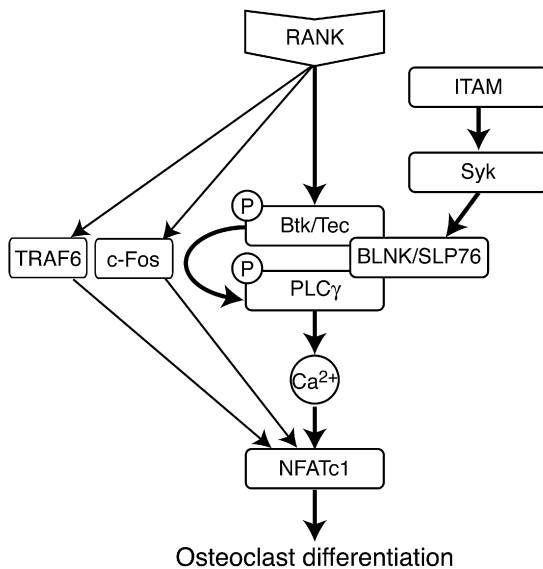 RANK
ITAM
Syk
P
Btk/Tec
TRAF6
c-Fos
BLNK/SLP76
P
PLCγ
Ca²⁺
NFATc1
Osteoclast differentiation